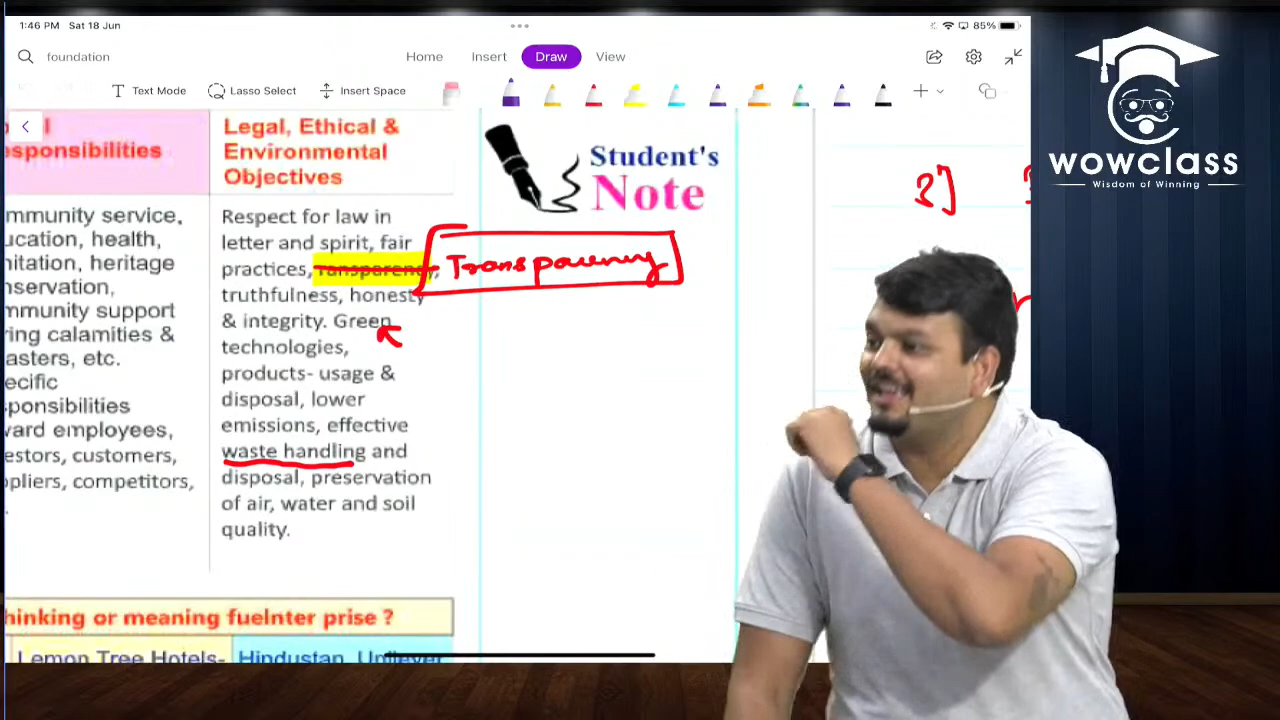 1:46 PM Sat 18 Jun
85%
foundation
Home Insert Draw View
Text Mode Lasso Select Insert Space
wowclass
Wisdom of Winning
esponsibilities
Legal, Ethical &
Environmental
Objectives
Student's
Note
mmunity service,
ucation, health,
nitation, heritage
nservation,
mmunity support
ring calamities &
asters, etc.
ecific
sponsibilities
ward employees,
estors, customers,
ppliers, competitors,
Respect for law in
letter and spirit, fair
practices, Tansparency,
truthfulness, honesty
& integrity. Green
technologies,
products- usage &
disposal, lower
emissions, effective
waste handling and
disposal, preservation
of air, water and soil
quality.
Transparency
3]
hinking or meaning fuelnter prise ?
Lemon Tree Hotels-
Hindustan Unilever